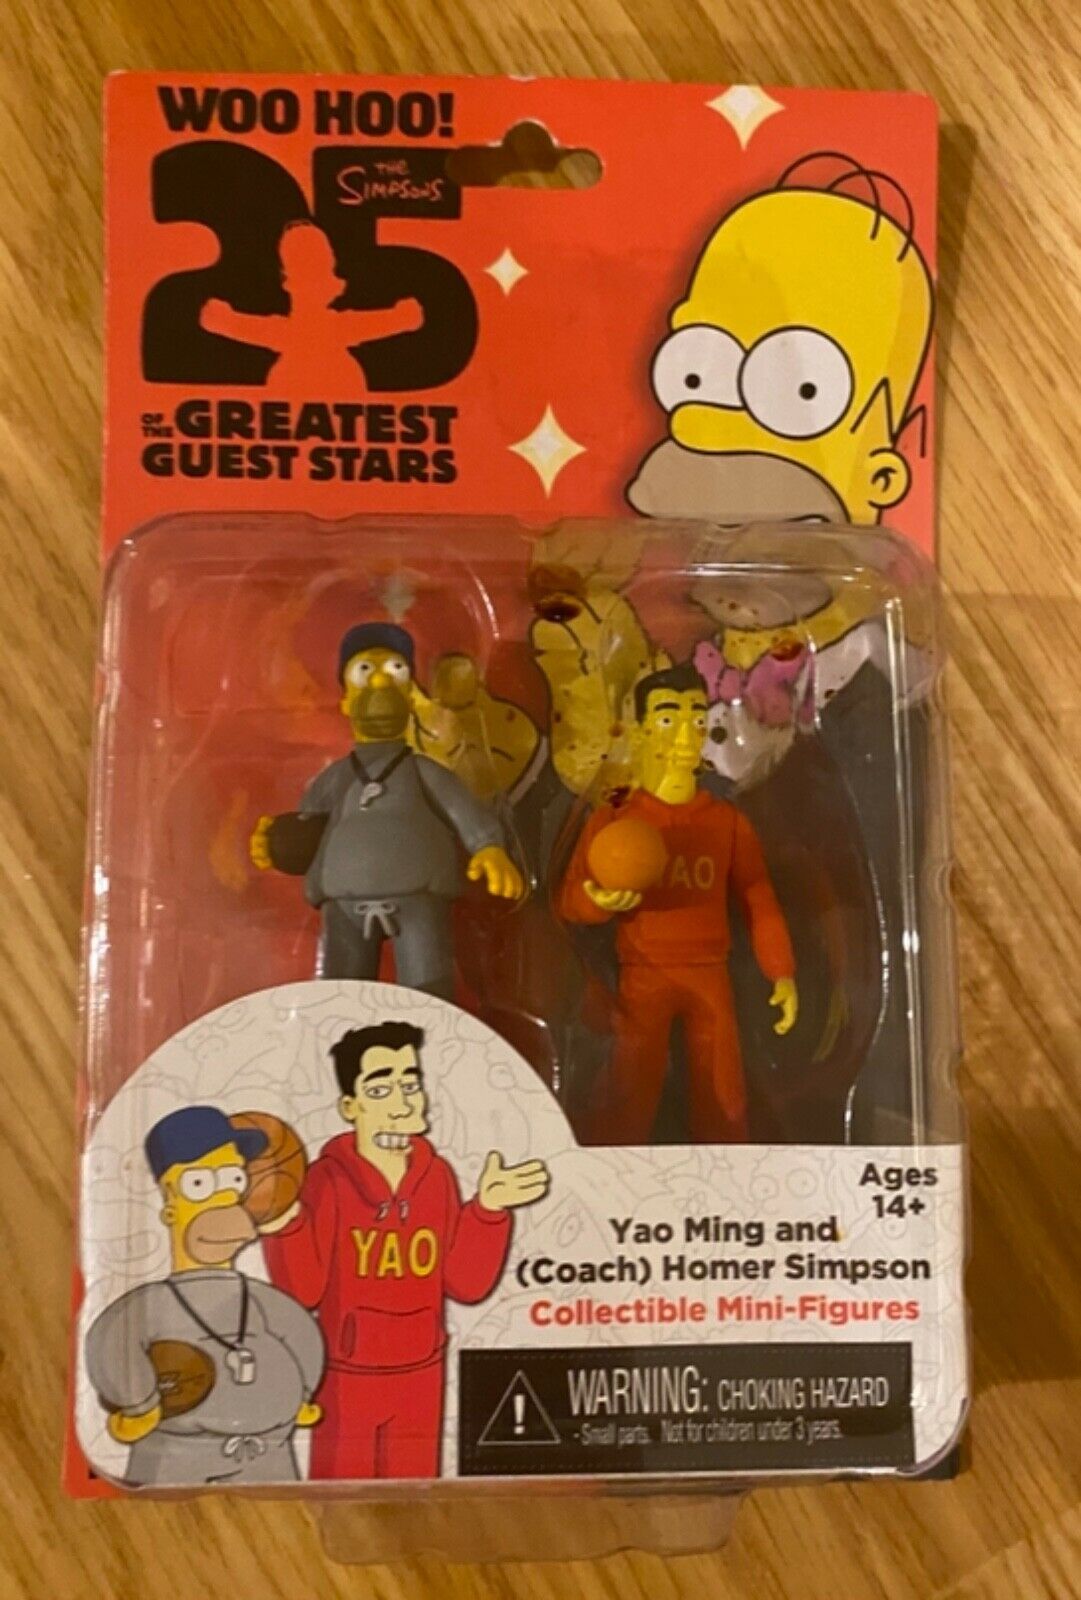 WOO HOO!
25
THE
SIMPSONS
OF THE GREATEST
GUEST STARS
YAO
YAO
Ages
14+
Yao Ming and
(Coach) Homer Simpson
Collectible Mini-Figures
WARNING: CHOKING HAZARD
- Small parts. Not for children under 3 years.